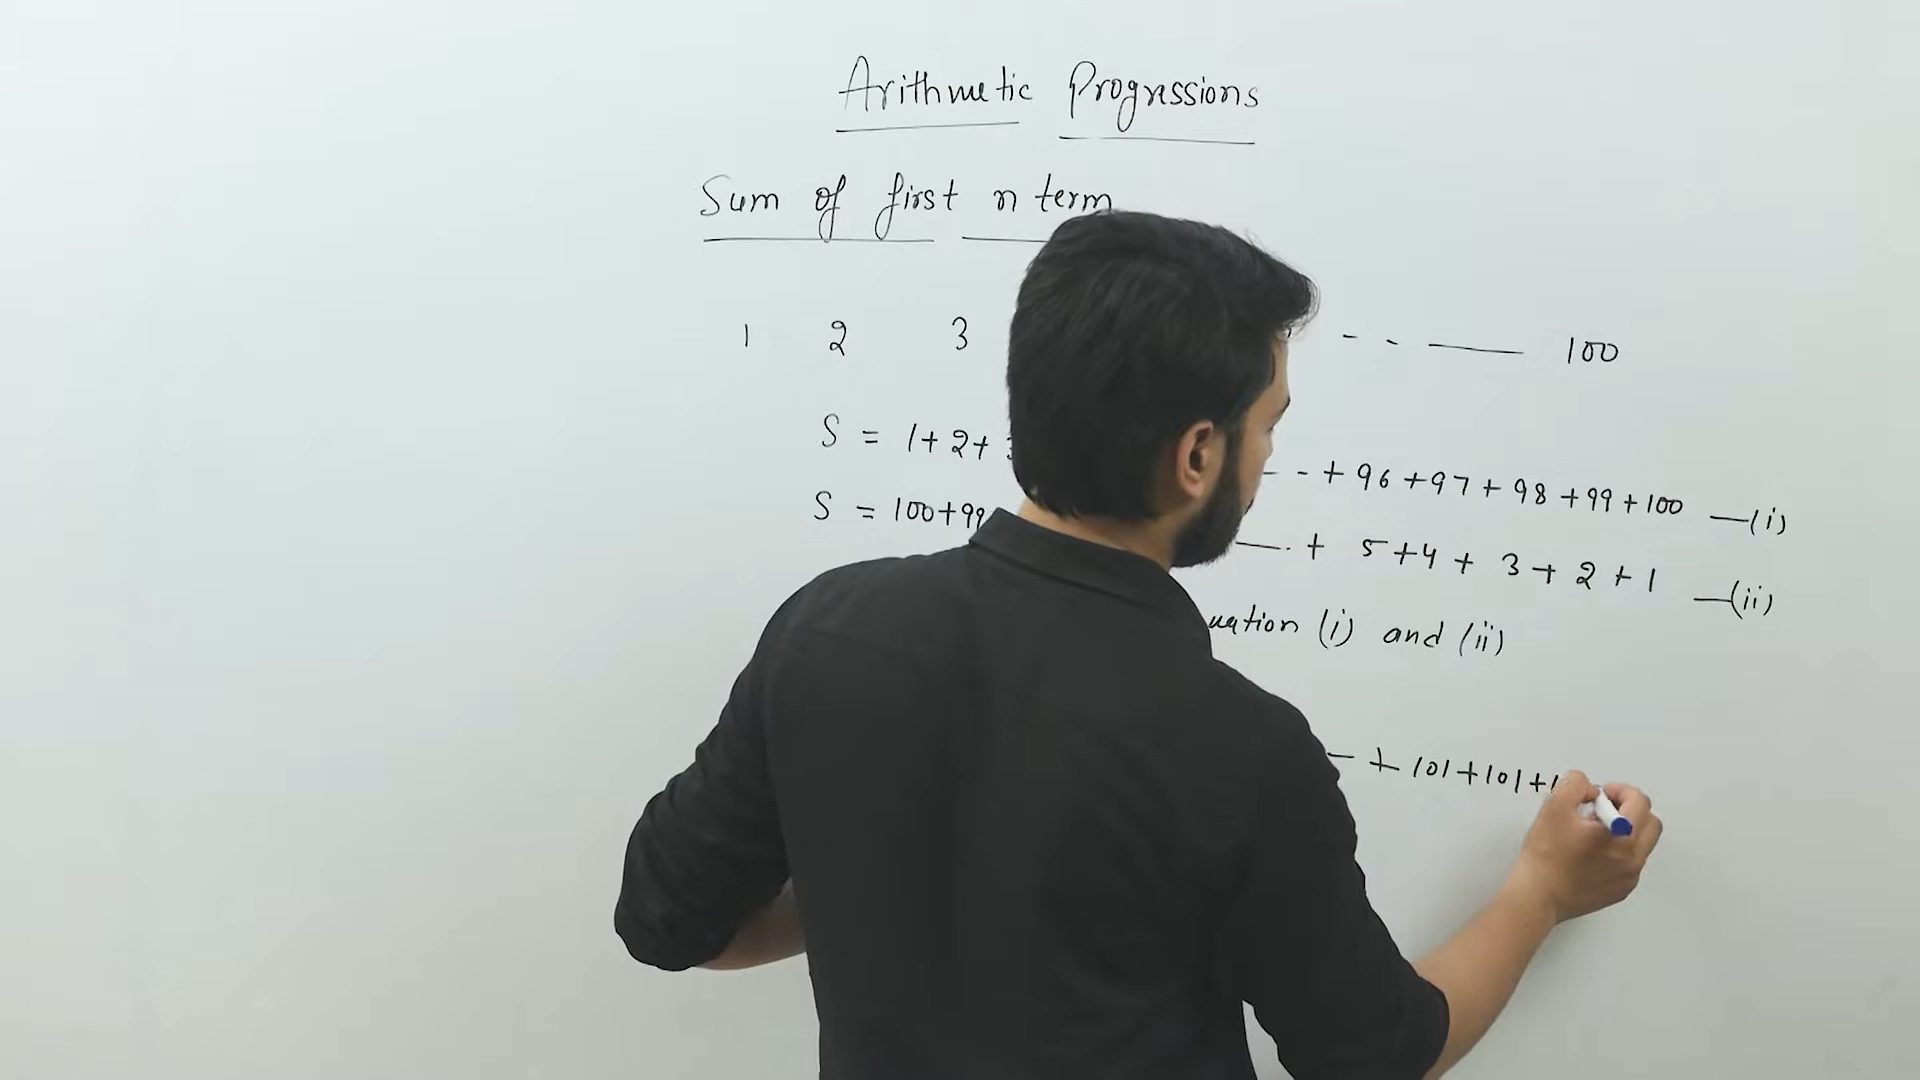 Arithmetic Progressions
Sum of first n term
1 2 3 - - — 100
S = 1+ 2+ - - + 96 +97 + 98 +99 + 100 —(i)
S = 100+99 —. + 5+4 + 3+ 2 + 1 —(ii)
(i) and (ii)
— + 101+101+